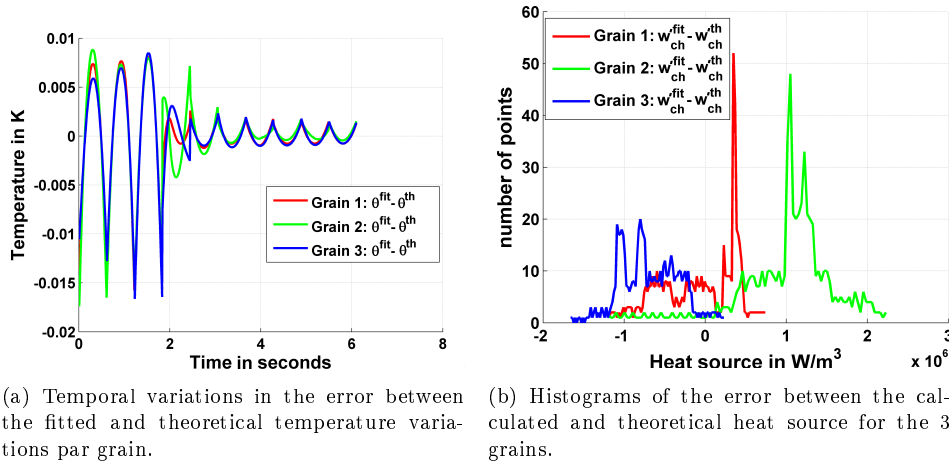 0.01
0.005
0
-0.005
-0.01
-0.015
-0.02
Temperature in K
0 2 4 6 8
Time in seconds
Grain 1: θ^fit - θ^th
Grain 2: θ^fit - θ^th
Grain 3: θ^fit - θ^th
(a) Temporal variations in the error between
the fitted and theoretical temperature varia-
tions par grain.
60
50
40
30
20
10
0
number of points
-2 -1 0 1 2 3
Heat source in W/m³
x 10⁶
Grain 1: w'^fit_ch - w'^th_ch
Grain 2: w'^fit_ch - w'^th_ch
Grain 3: w'^fit_ch - w'^th_ch
(b) Histograms of the error between the cal-
culated and theoretical heat source for the 3
grains.